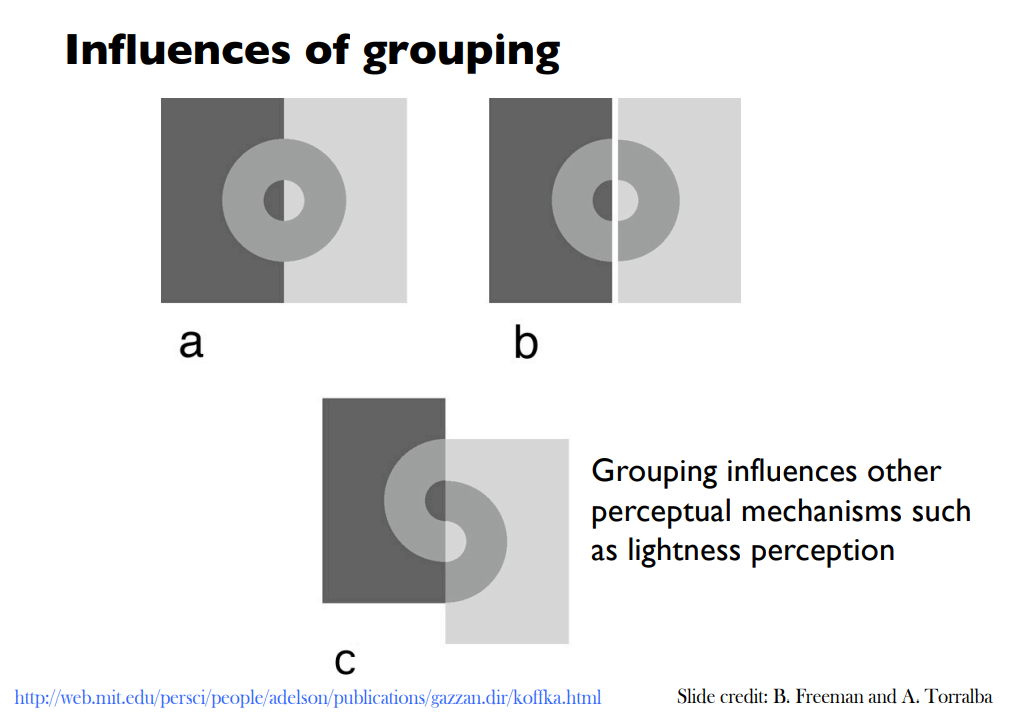 Influences of grouping
a
b
c
Grouping influences other
perceptual mechanisms such
as lightness perception
http://web.mit.edu/persci/people/adelson/publications/gazzan.dir/koffka.html
Slide credit: B. Freeman and A. Torralba